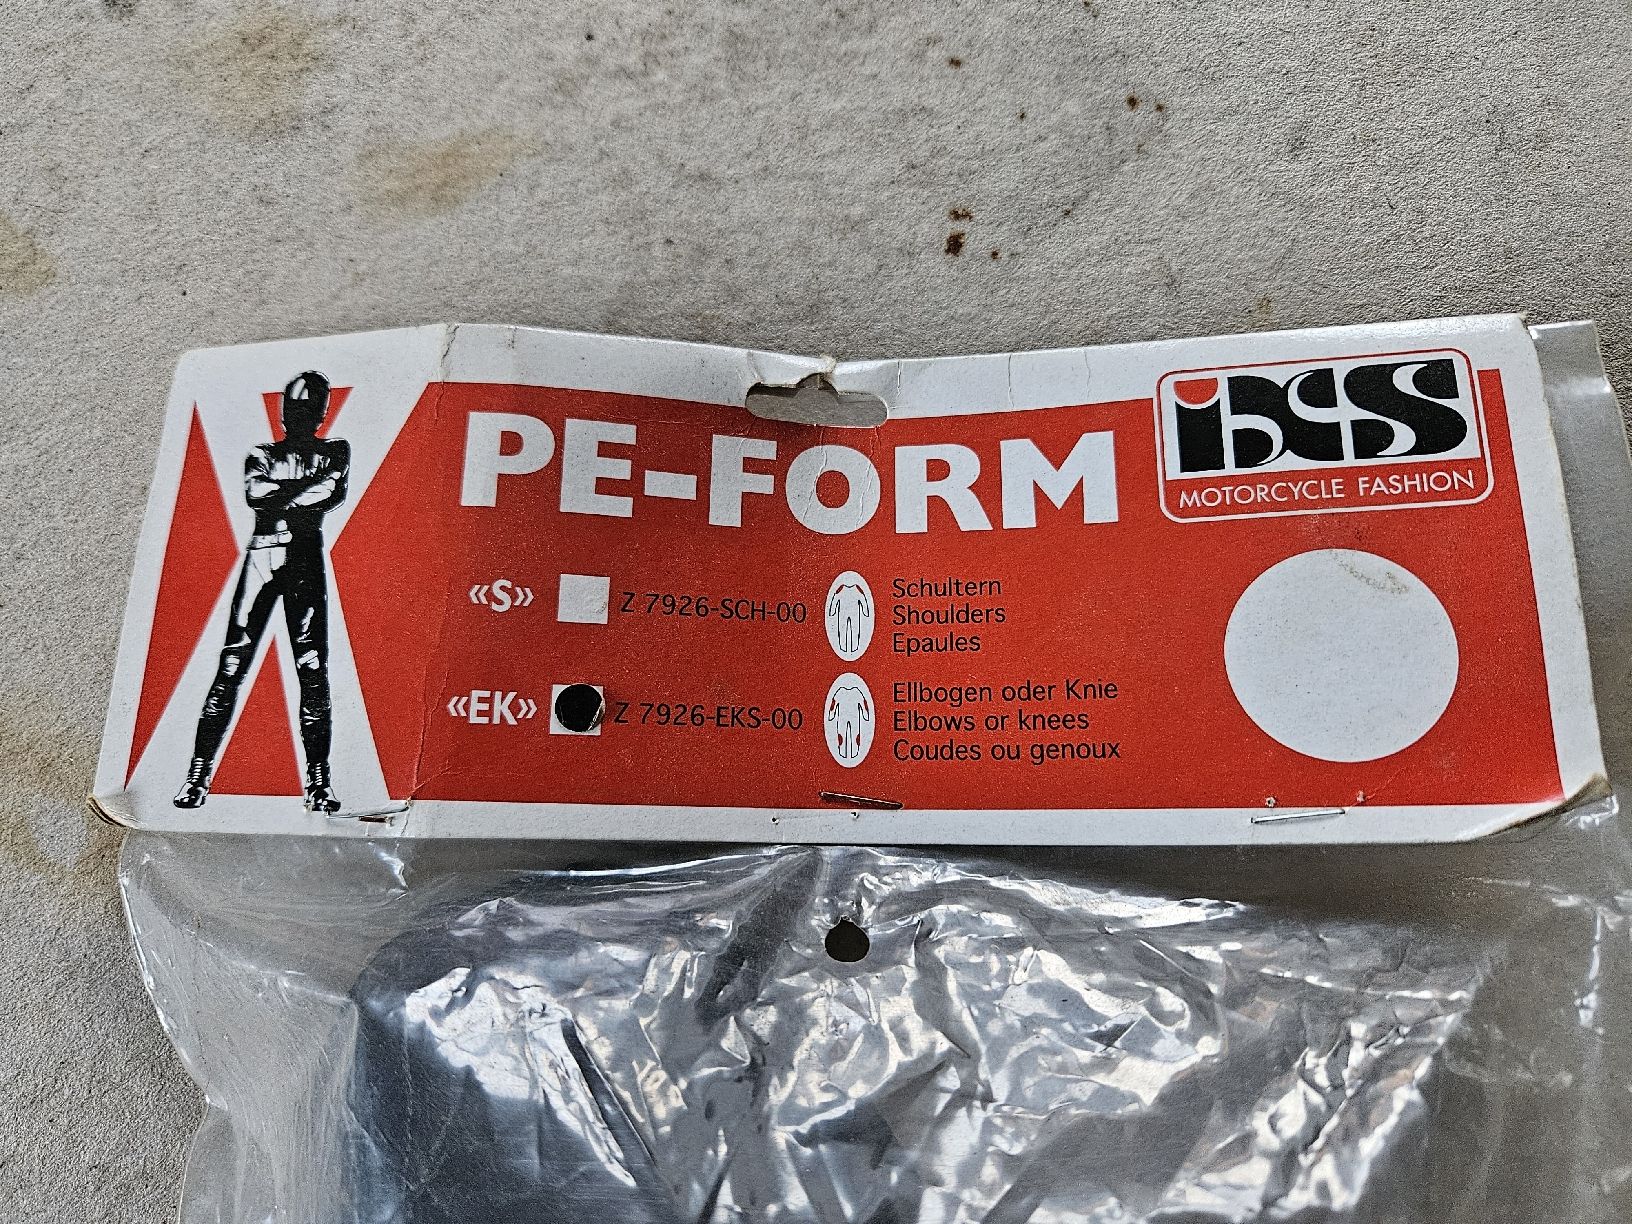 PE-FORM
iXS
MOTORCYCLE FASHION
«S» Z 7926-SCH-00
Schultern
Shoulders
Epaules
«EK» Z 7926-EKS-00
Ellbogen oder Knie
Elbows or knees
Coudes ou genoux